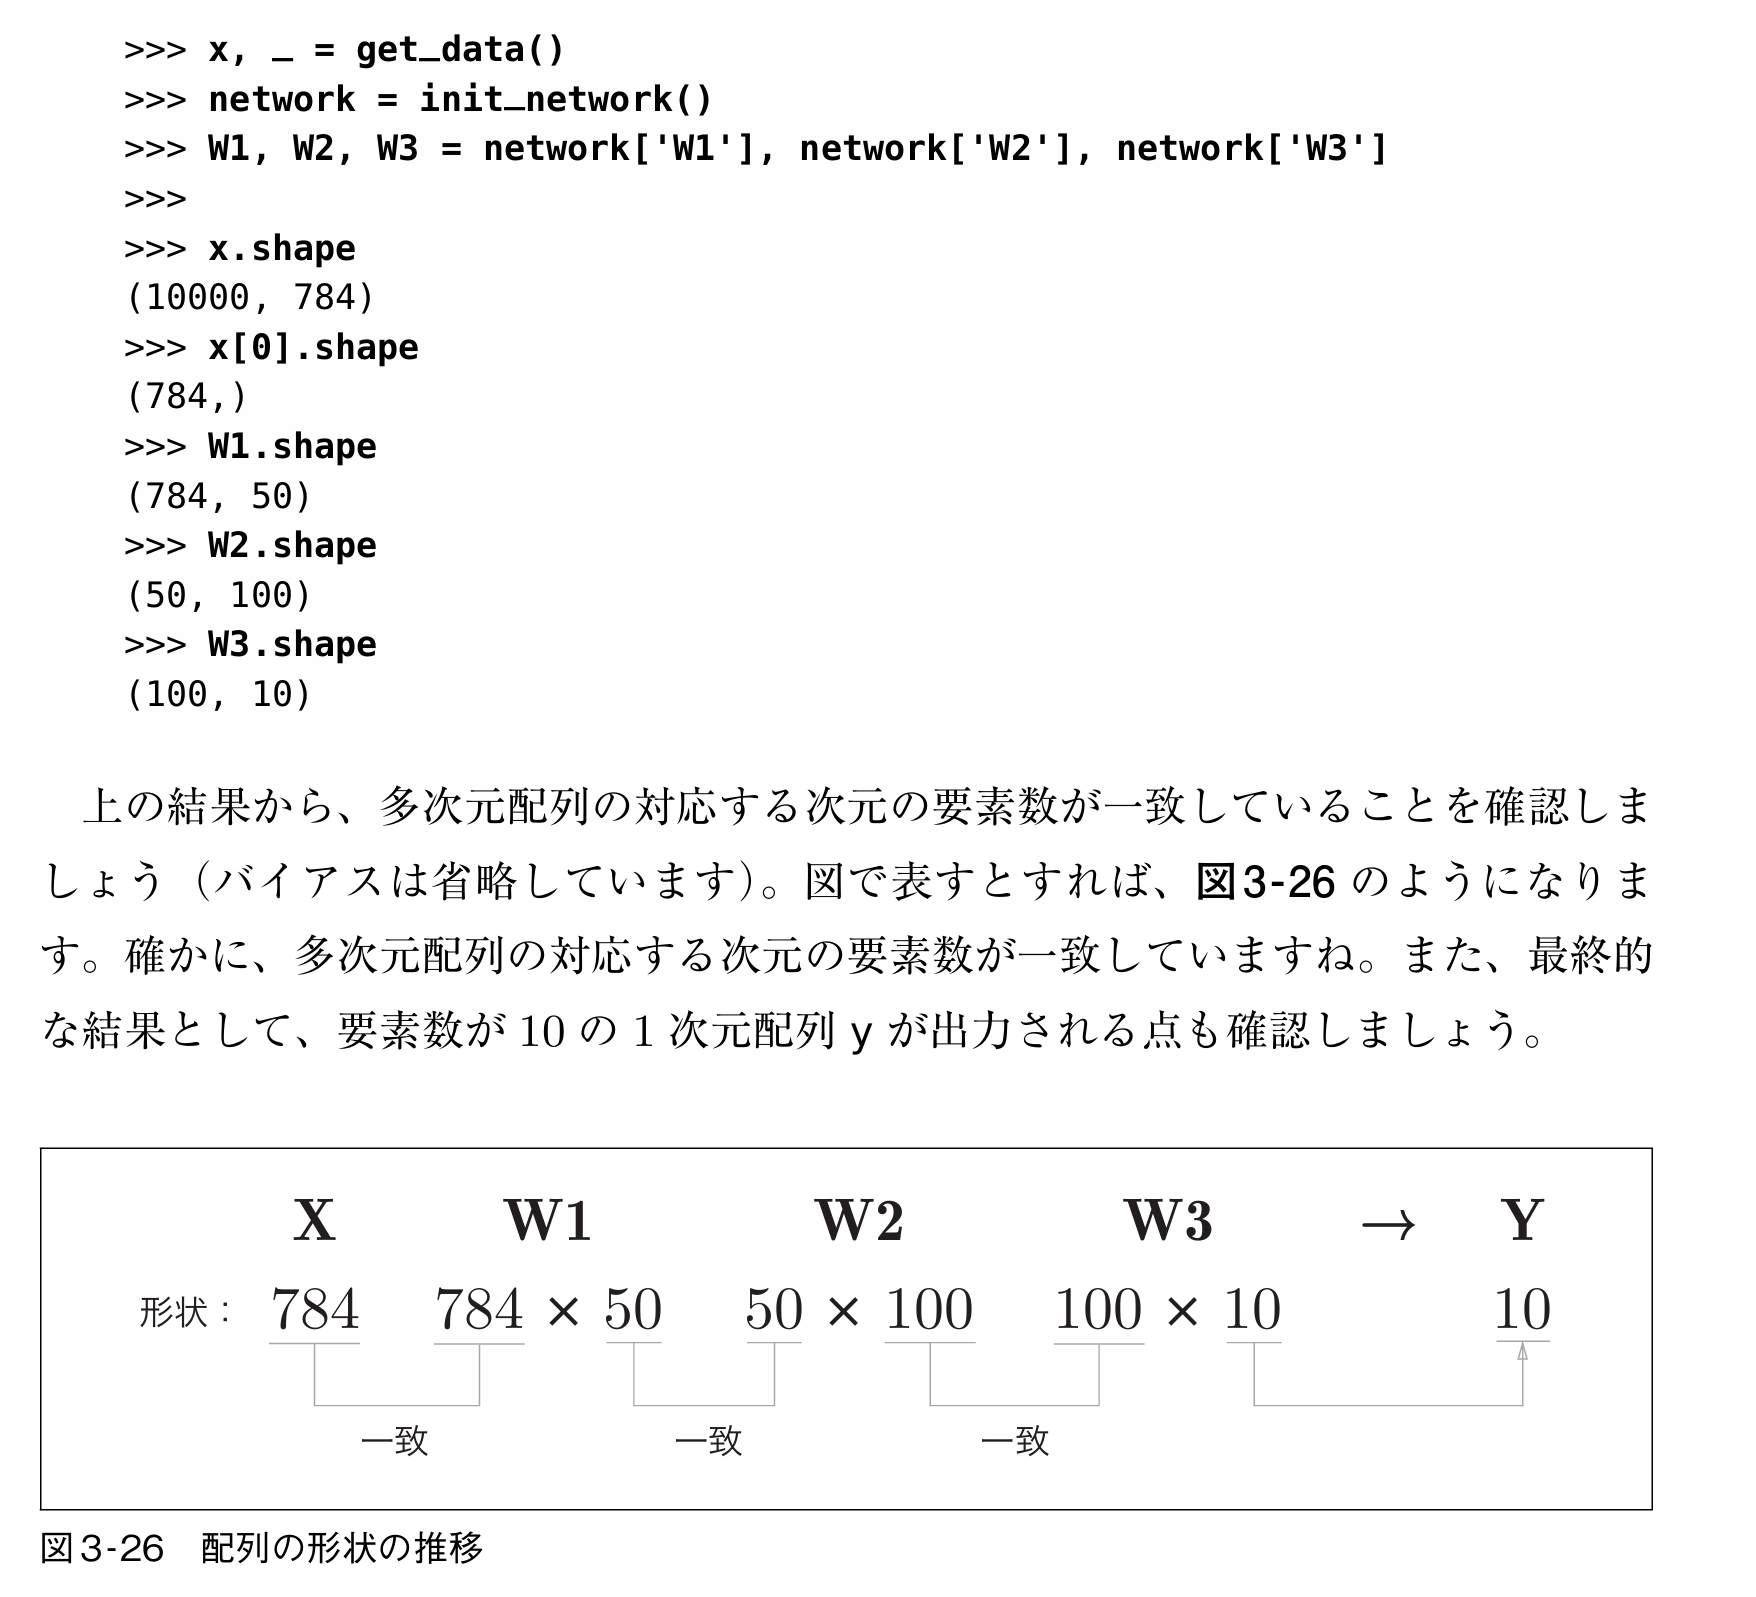 >>> x, _ = get_data()
>>> network = init_network()
>>> W1, W2, W3 = network['W1'], network['W2'], network['W3']
>>>
>>> x.shape
(10000, 784)
>>> x[0].shape
(784,)
>>> W1.shape
(784, 50)
>>> W2.shape
(50, 100)
>>> W3.shape
(100, 10)
上の結果から、多次元配列の対応する次元の要素数が一致していることを確認しま
しょう（バイアスは省略しています）。図で表すとすれば、図3-26 のようになりま
す。確かに、多次元配列の対応する次元の要素数が一致していますね。また、最終的
な結果として、要素数が 10 の 1 次元配列 y が出力される点も確認しましょう。
X W1 W2 W3 → Y
形状： 784 784 × 50 50 × 100 100 × 10 10
一致 一致 一致
図3-26　配列の形状の推移